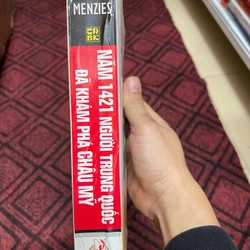 MENZIES
NĂM 1421 NGƯỜI TRUNG QUỐC
ĐÃ KHÁM PHÁ CHÂU MỸ